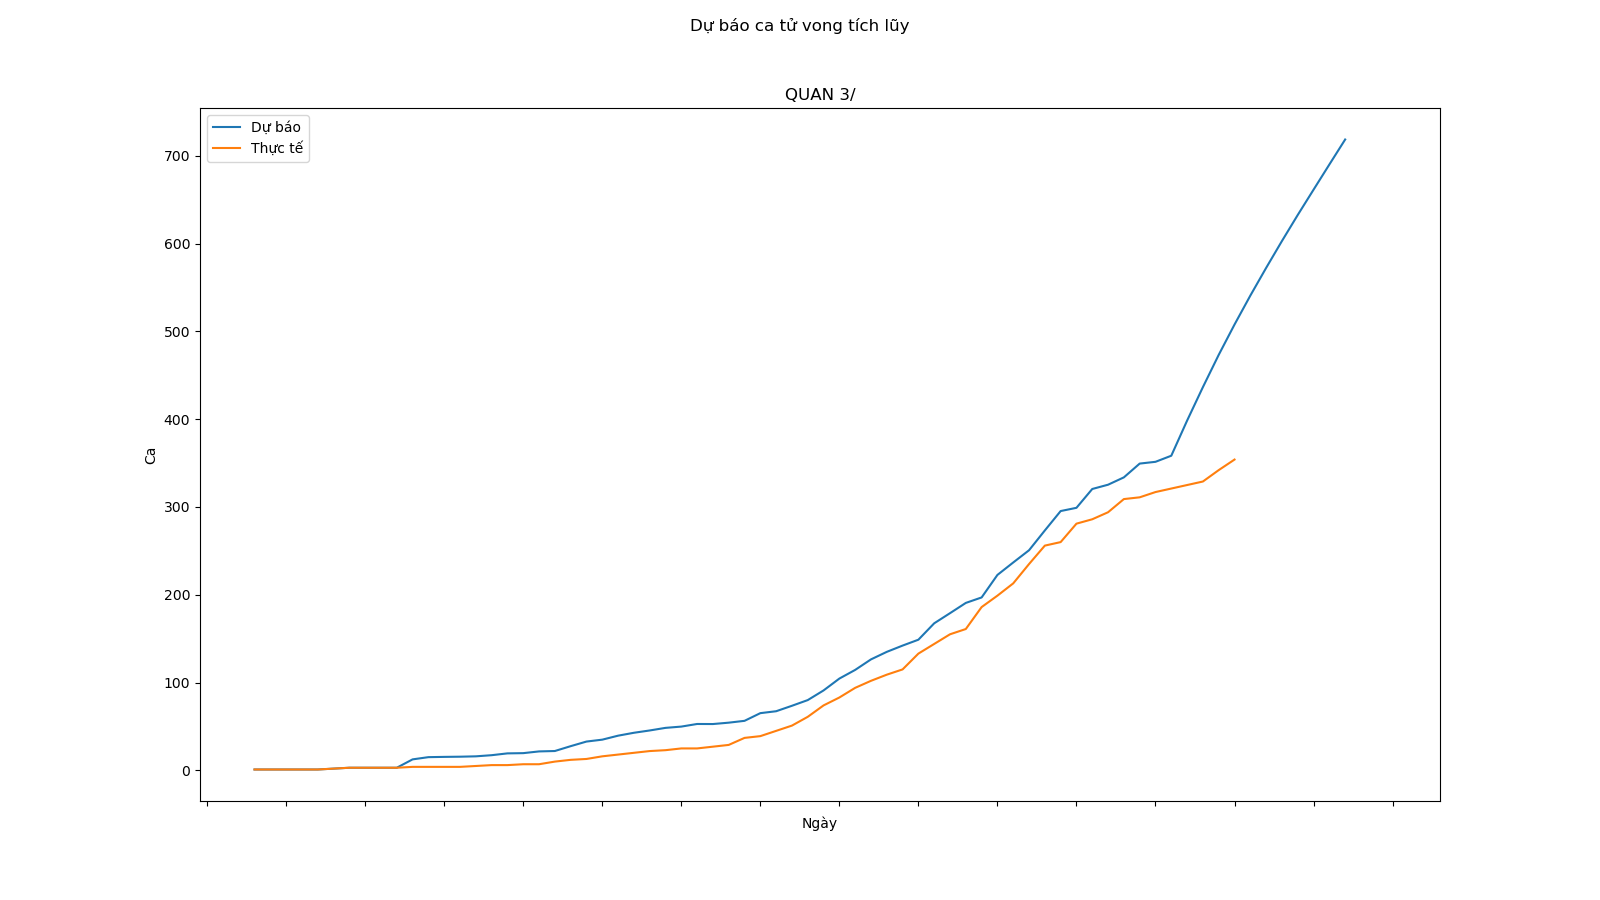 Dự báo ca tử vong tích lũy
QUAN 3/
Dự báo
Thực tế
700
600
500
400
300
200
100
0
Ca
Ngày